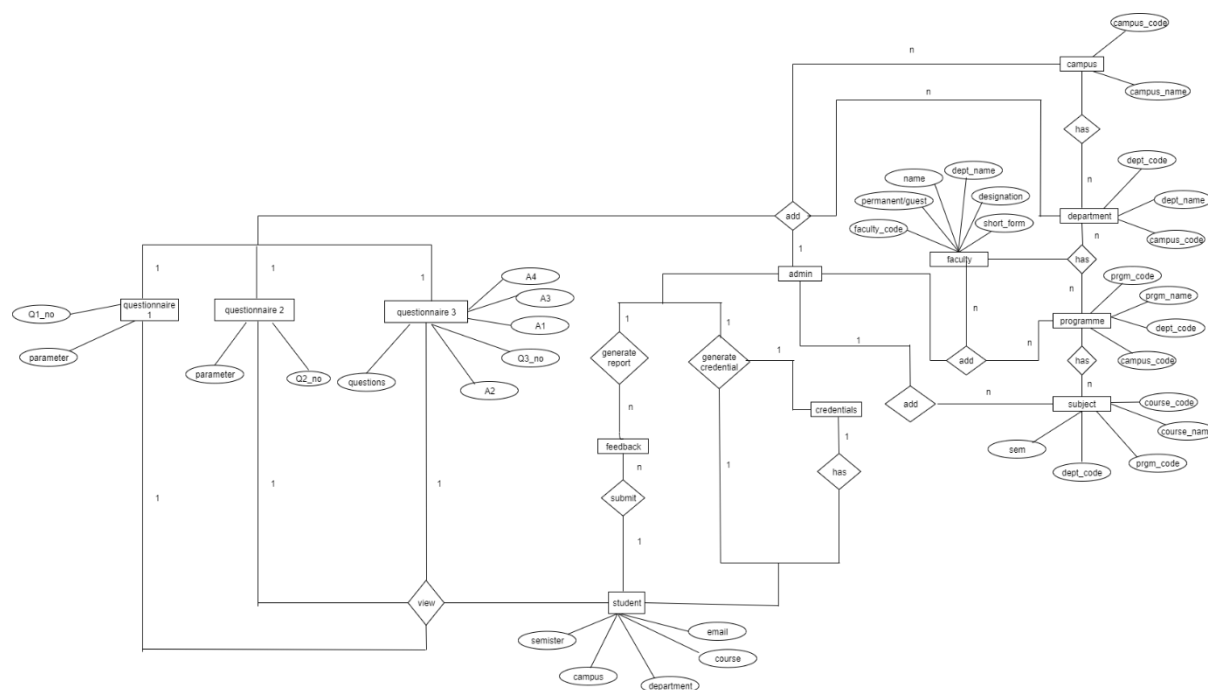 campus_code
n
campus
n
campus_name
n
has
dept_code
dept_name
name
n
permanent/guest
designation
dept_name
add
department
faculty_code
short_form
n
campus_code
1
faculty
has
1
1
1
admin
A4
prgm_code
n
Q1_no
questionnaire
1
questionnaire 2
questionnaire 3
A3
prgm_name
A1
1
1
programme
dept_code
parameter
generate
report
generate
credential
1
1
n
add
has
campus_code
parameter
Q2_no
questions
Q3_no
A2
n
credentials
add
n
n
subject
course_code
course_name
feedback
1
sem
n
1
has
dept_code
prgm_code
1
1
1
submit
1
view
student
semister
email
course
campus
department